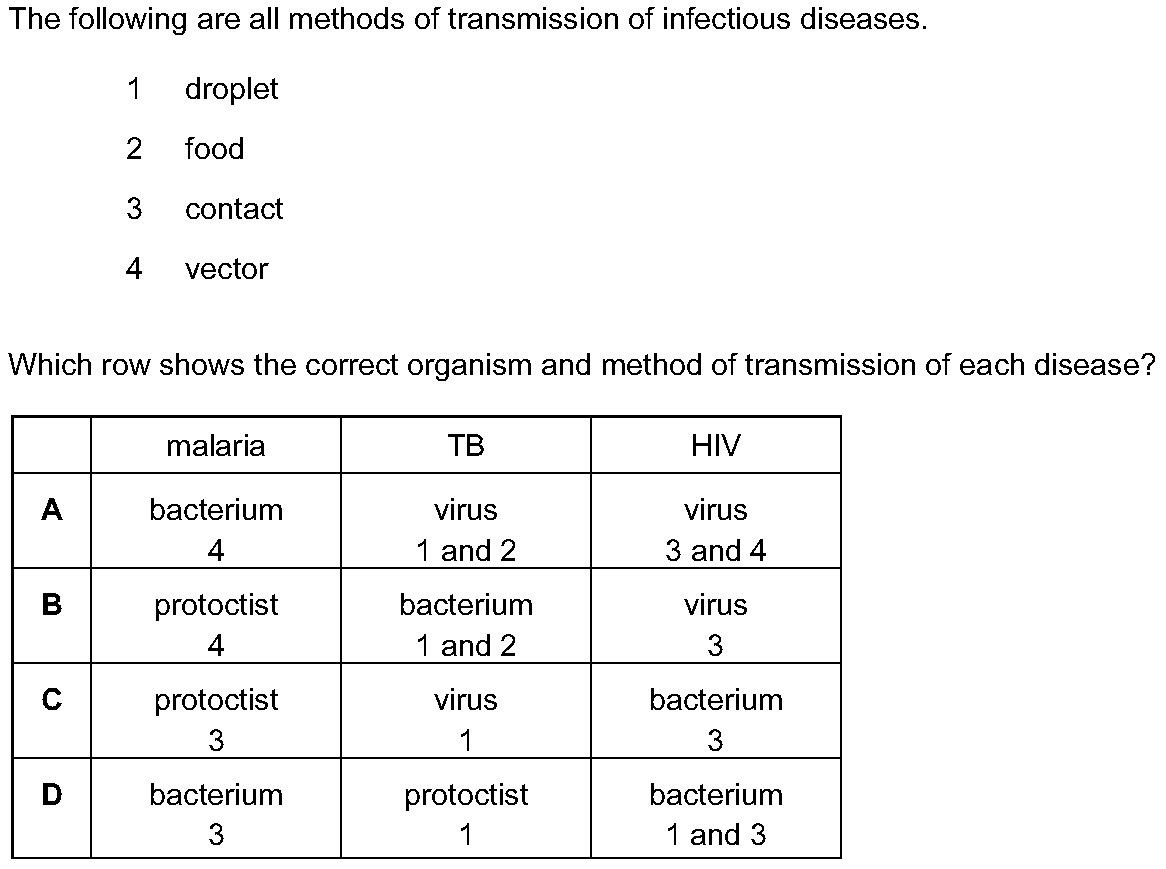 The following are all methods of transmission of infectious diseases.
1 droplet
2 food
3 contact
4 vector
Which row shows the correct organism and method of transmission of each disease?
malaria TB HIV
A bacterium virus virus
4 1 and 2 3 and 4
B protoctist bacterium virus
4 1 and 2 3
C protoctist virus bacterium
3 1 3
D bacterium protoctist bacterium
3 1 1 and 3